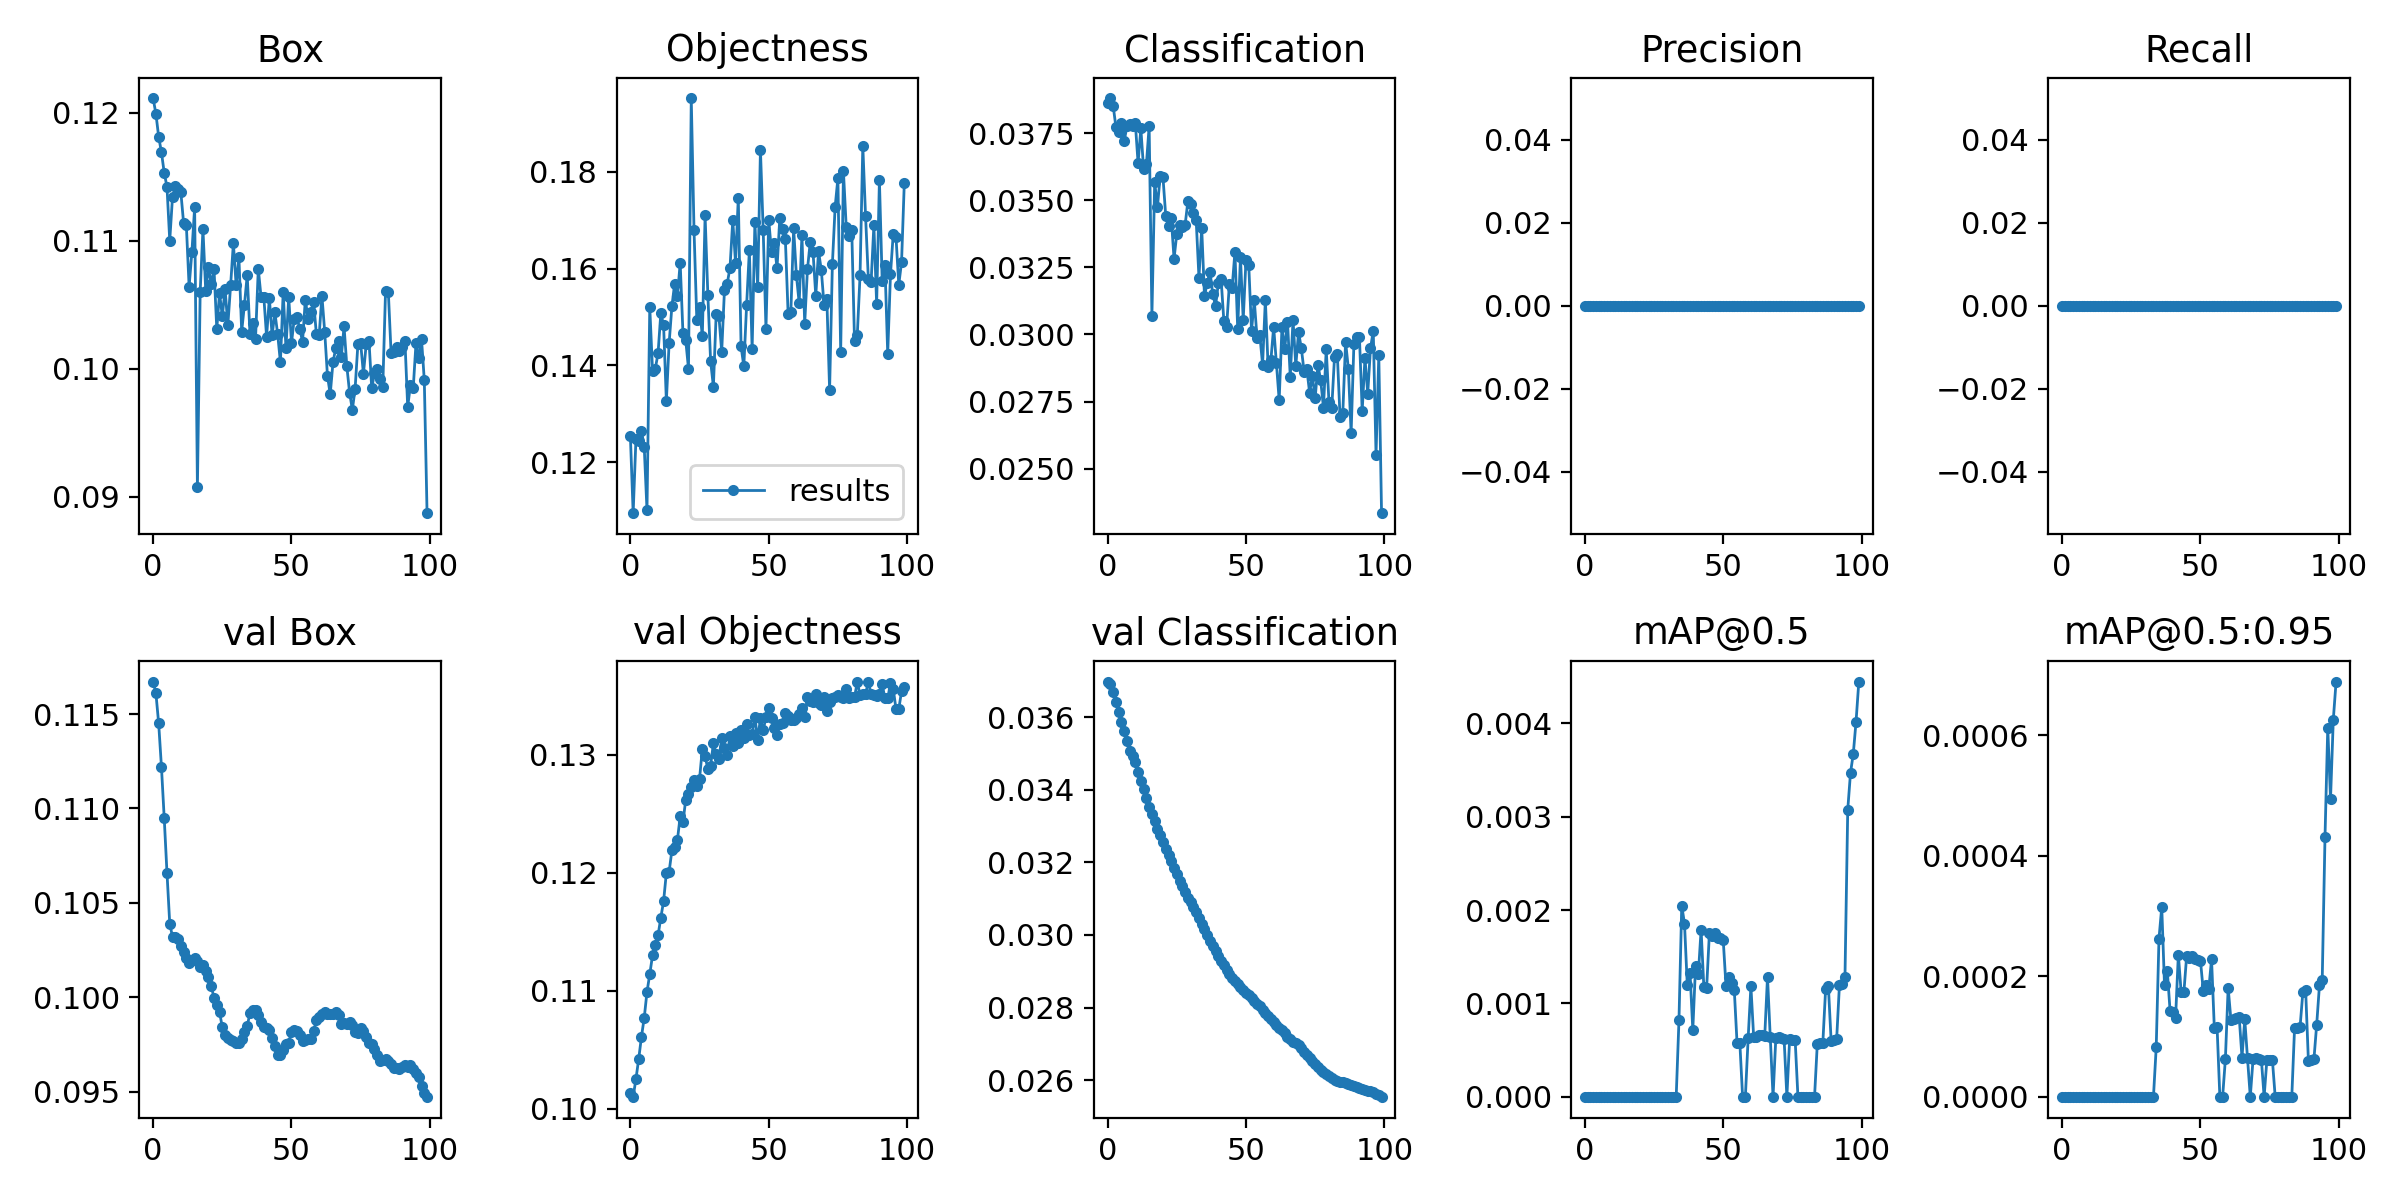 Box
Objectness
Classification
Precision
Recall
0.12
0.11
0.10
0.09
0 50 100
0.18
0.16
0.14
0.12
results
0 50 100
0.0375
0.0350
0.0325
0.0300
0.0275
0.0250
0 50 100
0.04
0.02
0.00
−0.02
−0.04
0 50 100
0.04
0.02
0.00
−0.02
−0.04
0 50 100
val Box
val Objectness
val Classification
mAP@0.5
mAP@0.5:0.95
0.115
0.110
0.105
0.100
0.095
0 50 100
0.13
0.12
0.11
0.10
0 50 100
0.036
0.034
0.032
0.030
0.028
0.026
0 50 100
0.004
0.003
0.002
0.001
0.000
0 50 100
0.0006
0.0004
0.0002
0.0000
0 50 100